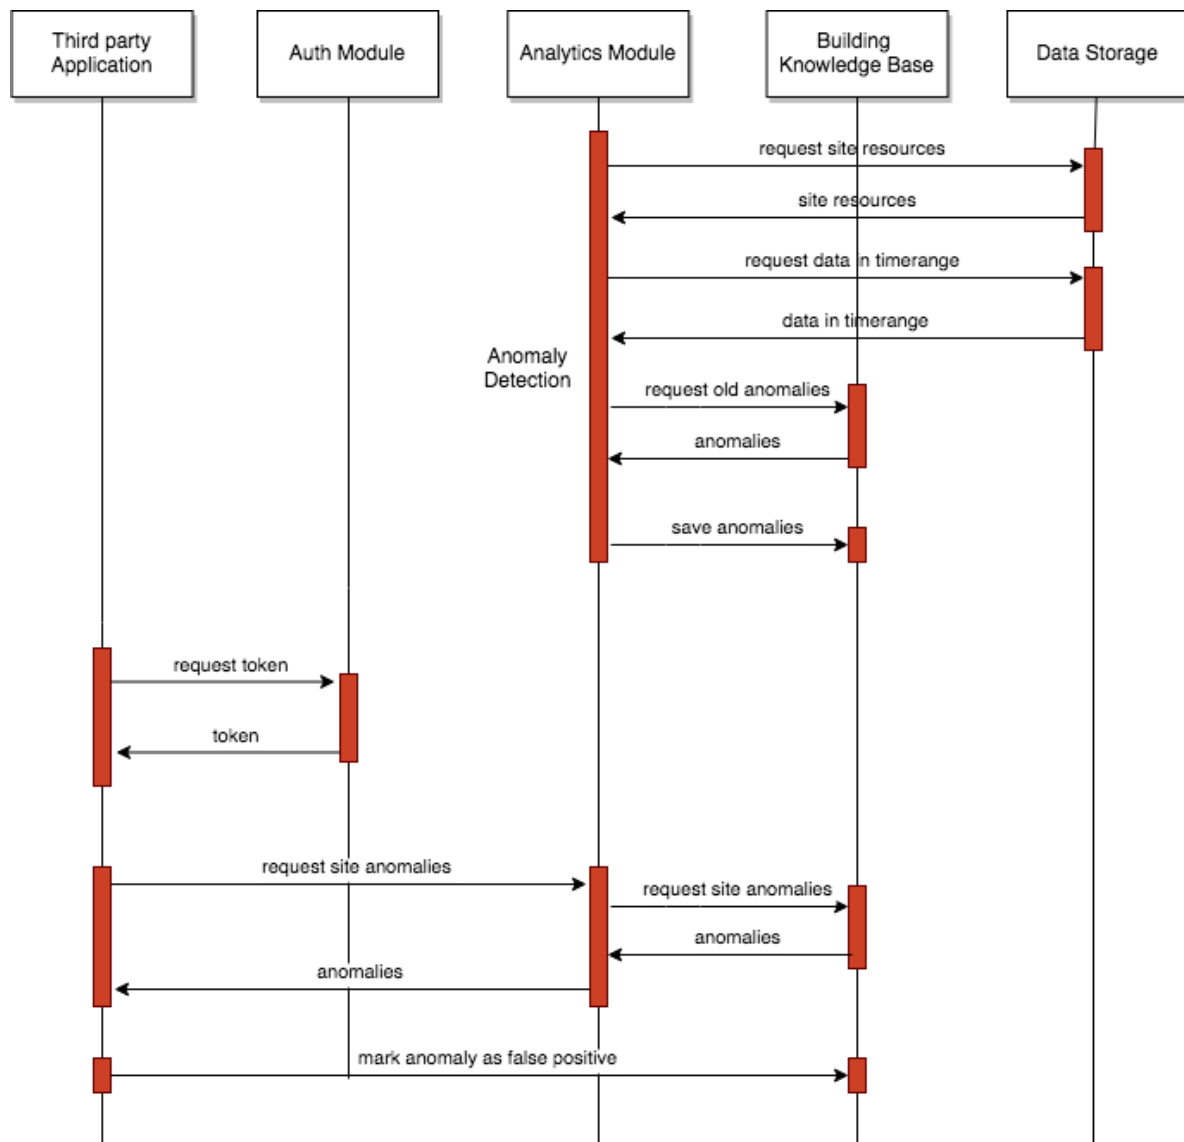 Third party
Application
Auth Module
Analytics Module
Building
Knowledge Base
Data Storage
request site resources
site resources
request data in timerange
data in timerange
Anomaly
Detection
request old anomalies
anomalies
save anomalies
request token
token
request site anomalies
request site anomalies
anomalies
anomalies
mark anomaly as false positive